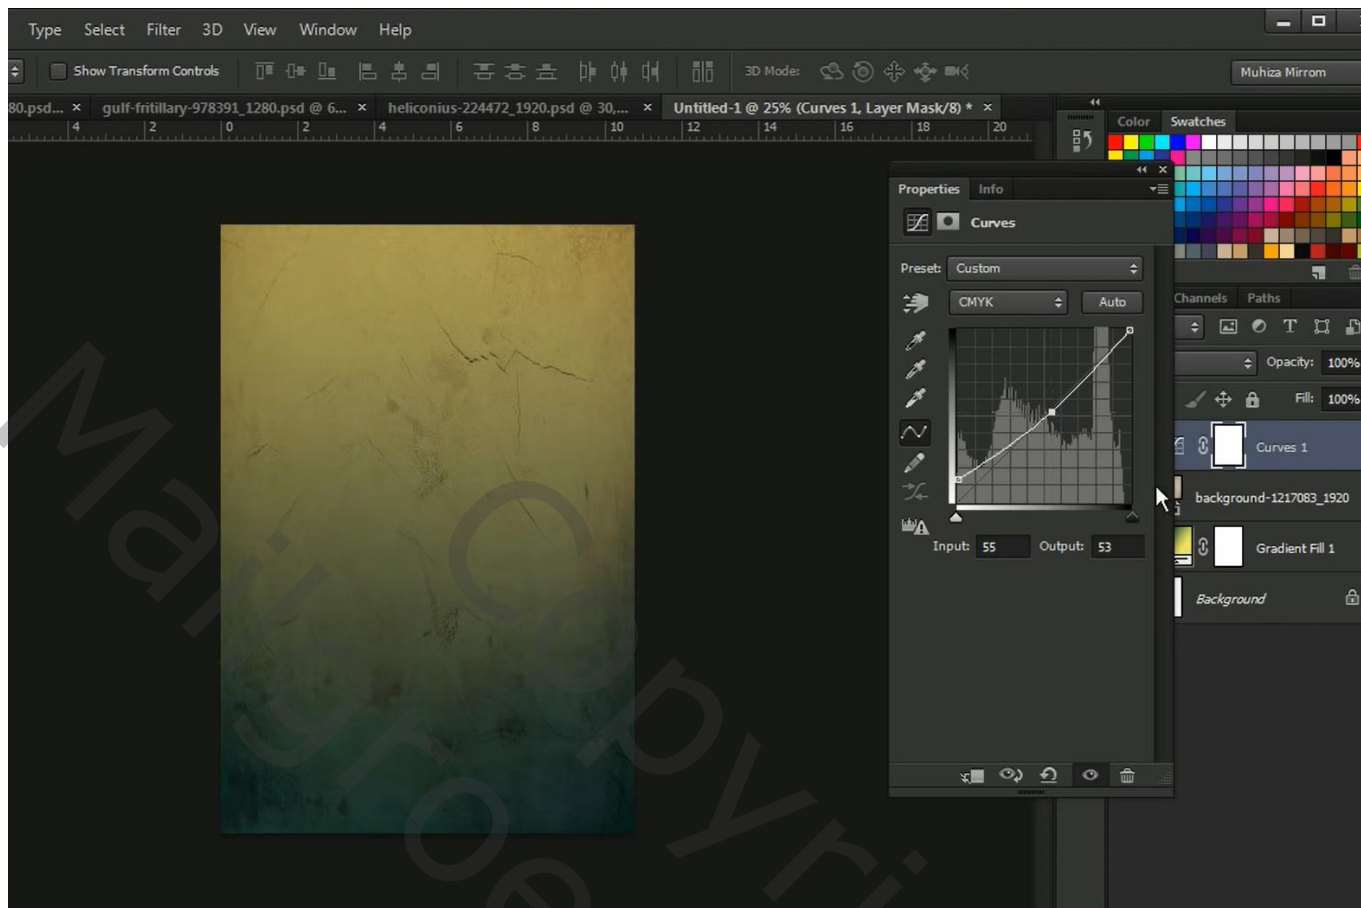 Type Select Filter 3D View Window Help
Show Transform Controls 3D Mode: Muhiza Mirrom
80.psd... × gulf-fritillary-978391_1280.psd @ 6... × heliconius-224472_1920.psd @ 30,... × Untitled-1 @ 25% (Curves 1, Layer Mask/8) * ×
4 2 0 2 4 6 8 10 12 14 16 18 20
Color Swatches
Properties Info
Curves
Preset: Custom
CMYK Auto
Channels Paths
T
Opacity: 100%
Fill: 100%
Curves 1
background-1217083_1920
Input: 55 Output: 53
Gradient Fill 1
Background
Copyri